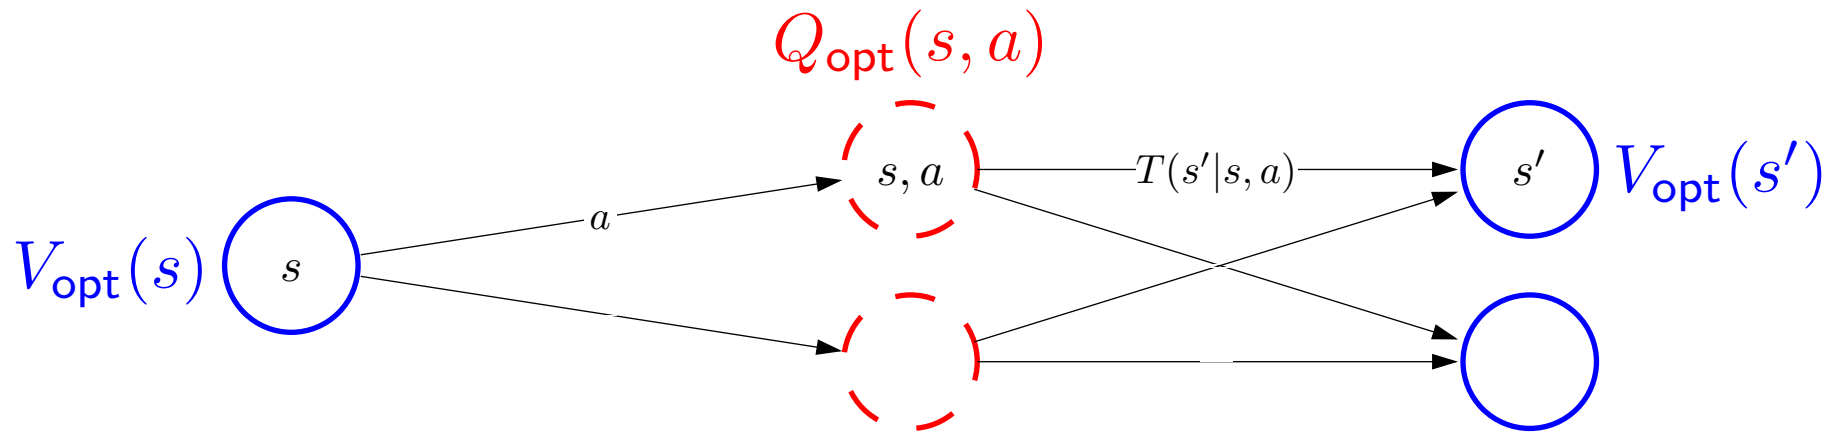 Q_opt(s, a)
s, a
T(s′|s, a)
s′
V_opt(s′)
a
V_opt(s)
s